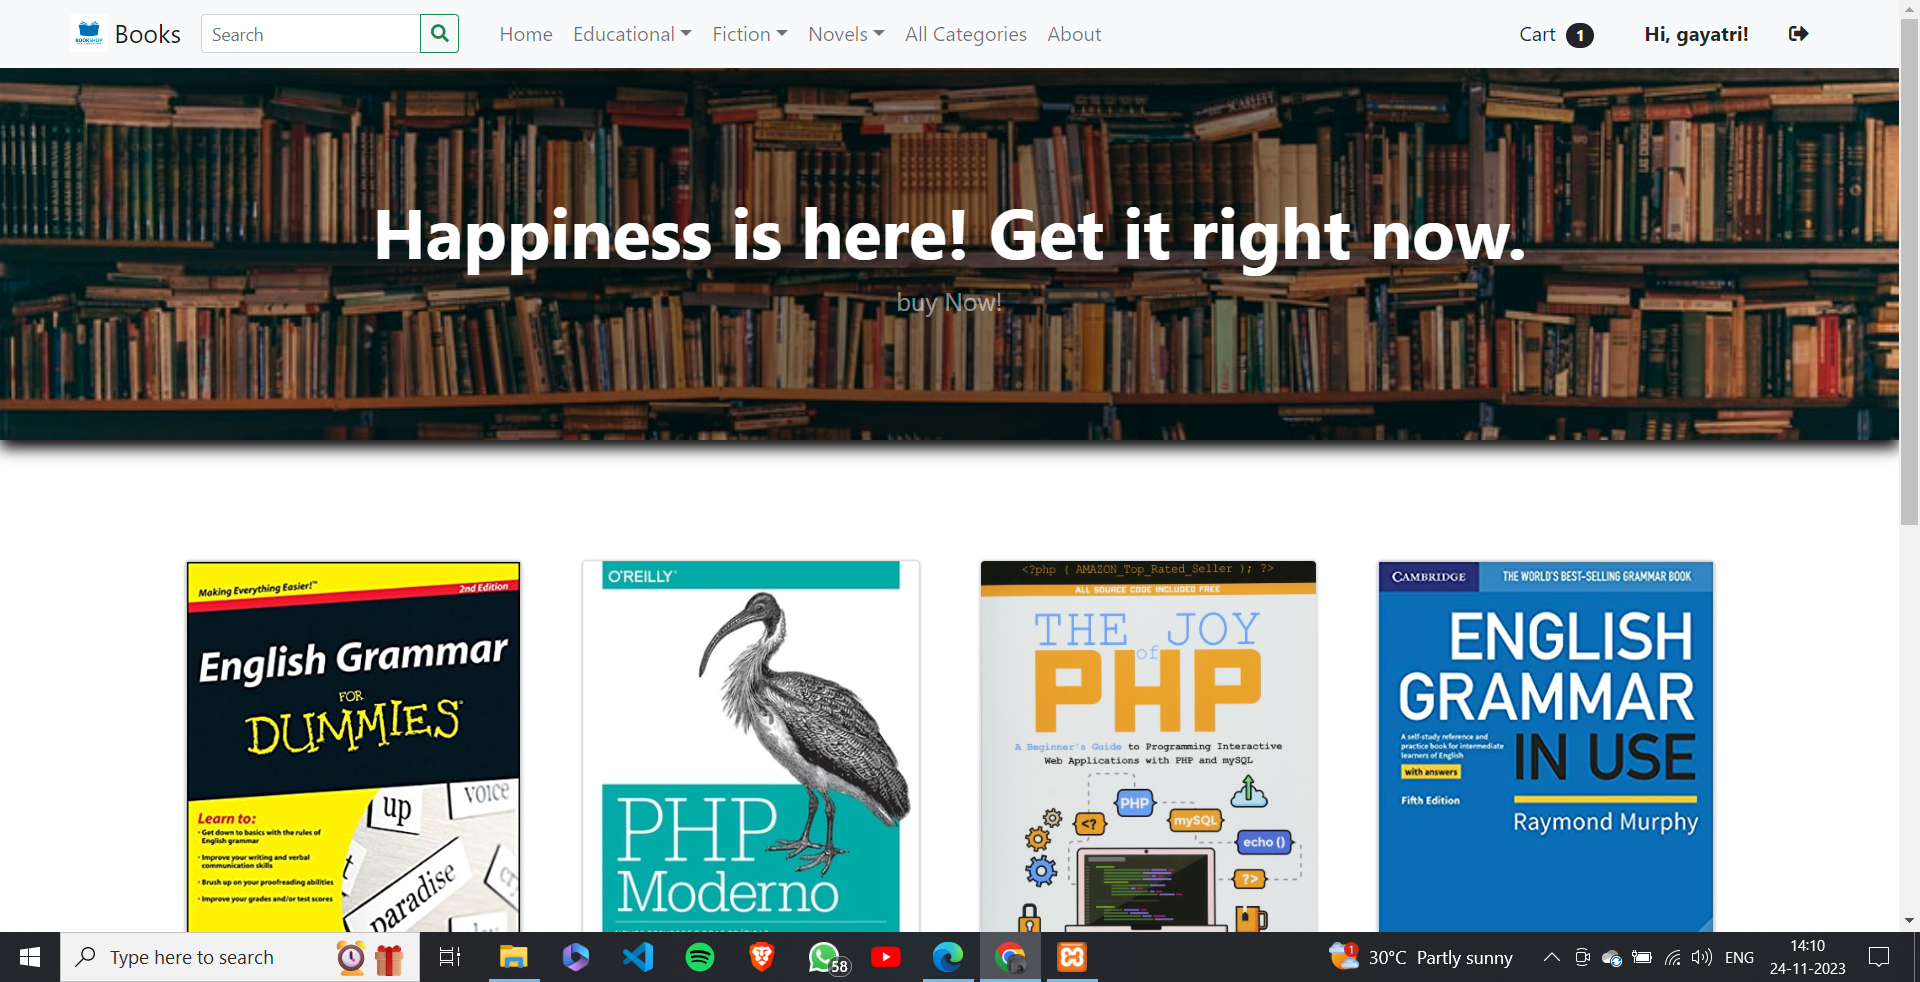 BOOKSHOP
Books
Search
Home
Educational
Fiction
Novels
All Categories
About
Cart 1
Hi, gayatri!
SCARLETT
Happiness is here! Get it right now.
buy Now!
Making Everything Easier!™
2nd Edition
English Grammar
FOR
DUMMIES®
Learn to:
• Get down to basics with the rules of
English grammar
• Improve your writing and verbal
communication skills
• Brush up on your proofreading abilities
• Improve your grades and/or test scores
up
voice
paradise
O'REILLY®
PHP
Moderno
<?php ( AMAZON_Top_Rated_Seller ); ?>
ALL SOURCE CODE INCLUDED FREE
THE JOY
of
PHP
A Beginner's Guide to Programming Interactive
Web Applications with PHP and mySQL
PHP
<?
mySQL
echo ()
?>
CAMBRIDGE
THE WORLD'S BEST-SELLING GRAMMAR BOOK
ENGLISH
GRAMMAR
IN USE
A self-study reference and
practice book for intermediate
learners of English
with answers
Fifth Edition
Raymond Murphy
Type here to search
58
1
30°C Partly sunny
ENG
14:10
24-11-2023